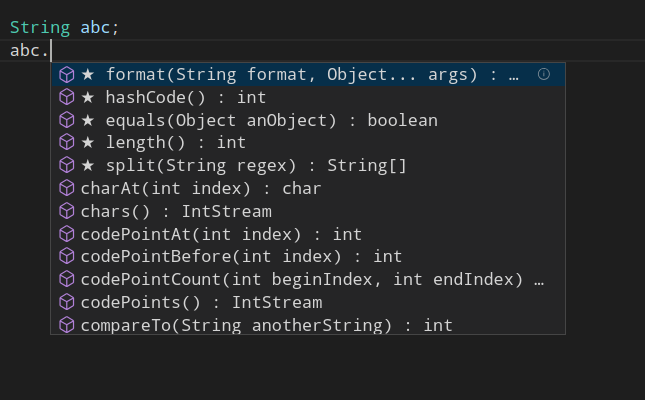 String abc;
abc.
★ format(String format, Object... args) : …
★ hashCode() : int
★ equals(Object anObject) : boolean
★ length() : int
★ split(String regex) : String[]
charAt(int index) : char
chars() : IntStream
codePointAt(int index) : int
codePointBefore(int index) : int
codePointCount(int beginIndex, int endIndex) …
codePoints() : IntStream
compareTo(String anotherString) : int